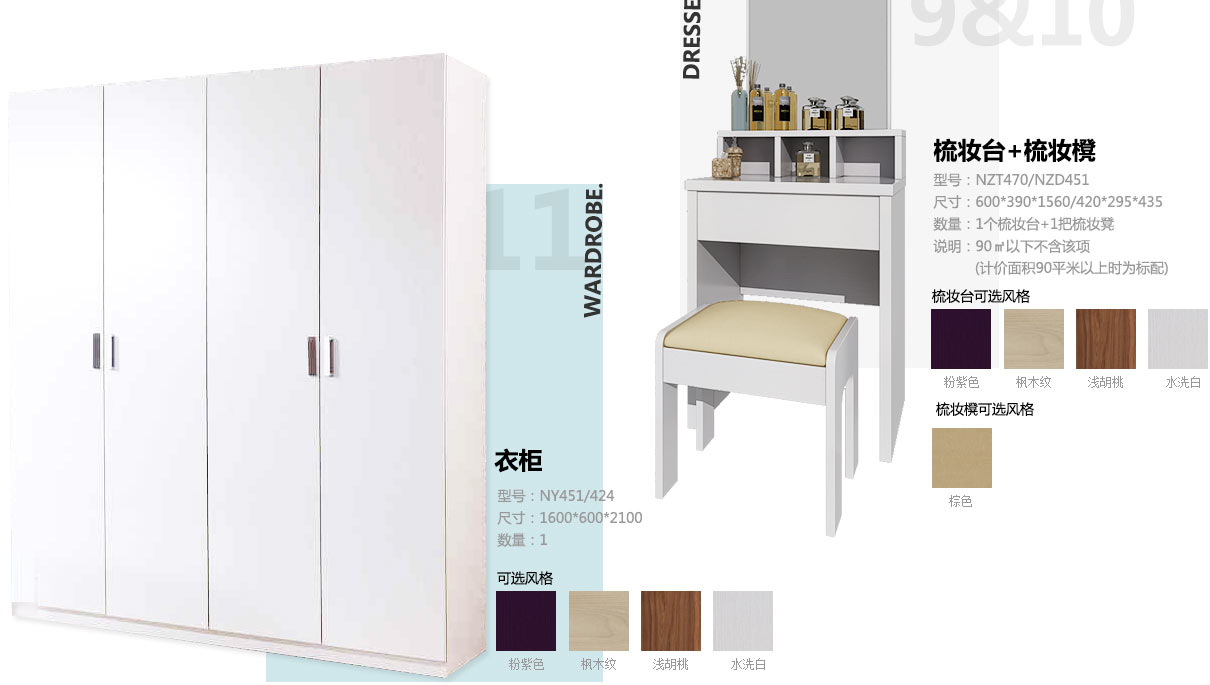 9&10
DRESSE
梳妆台+梳妆櫈
型号：NZT470/NZD451
尺寸：600*390*1560/420*295*435
数量：1个梳妆台+1把梳妆凳
说明：90㎡以下不含该项
(计价面积90平米以上时为标配)
梳妆台可选风格
粉紫色 枫木纹 浅胡桃 水洗白
梳妆櫈可选风格
棕色
11
WARDROBE.
衣柜
型号：NY451/424
尺寸：1600*600*2100
数量：1
可选风格
粉紫色 枫木纹 浅胡桃 水洗白